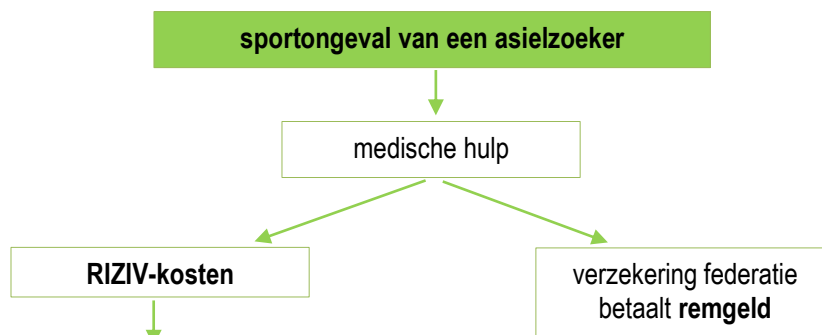 sportongeval van een asielzoeker
medische hulp
RIZIV-kosten
verzekering federatie
betaalt remgeld